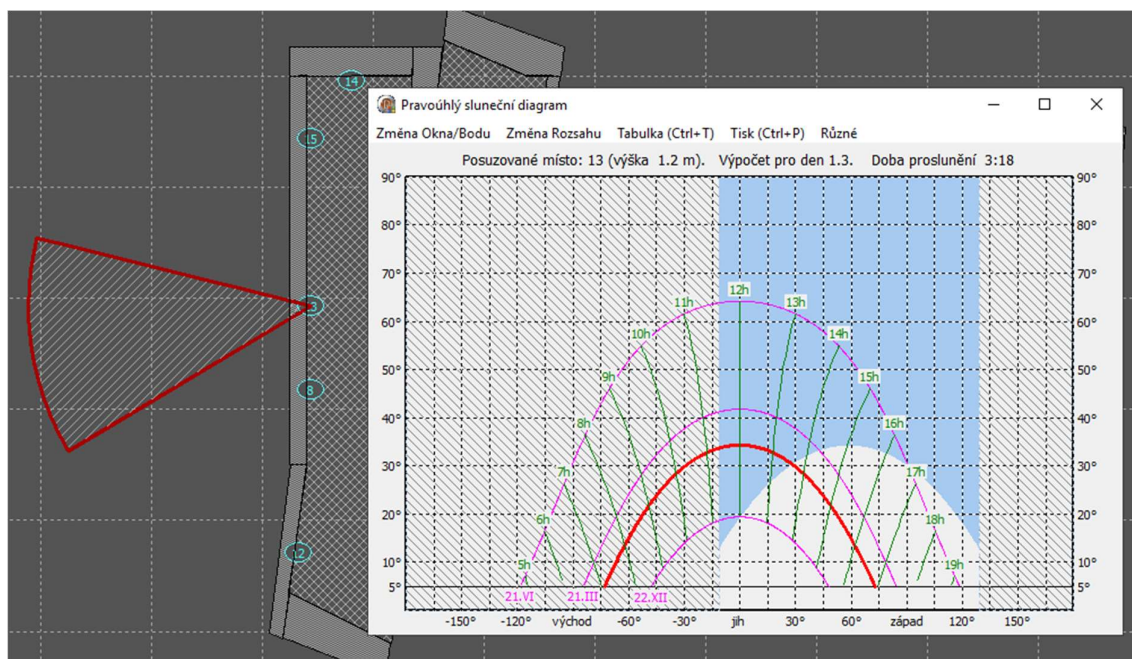 14
15
3
8
12
Pravoúhlý sluneční diagram
Změna Okna/Bodu Změna Rozsahu Tabulka (Ctrl+T) Tisk (Ctrl+P) Různé
Posuzované místo: 13 (výška 1.2 m). Výpočet pro den 1.3. Doba proslunění 3:18
90° 90°
80° 80°
70° 70°
60° 60°
50° 50°
40° 40°
30° 30°
20° 20°
10° 10°
5° 5°
12h
11h 13h
10h 14h
9h 15h
8h 16h
7h 17h
6h 18h
5h 19h
21.VI 21.III 22.XII
-150° -120° východ -60° -30° jih 30° 60° západ 120° 150°